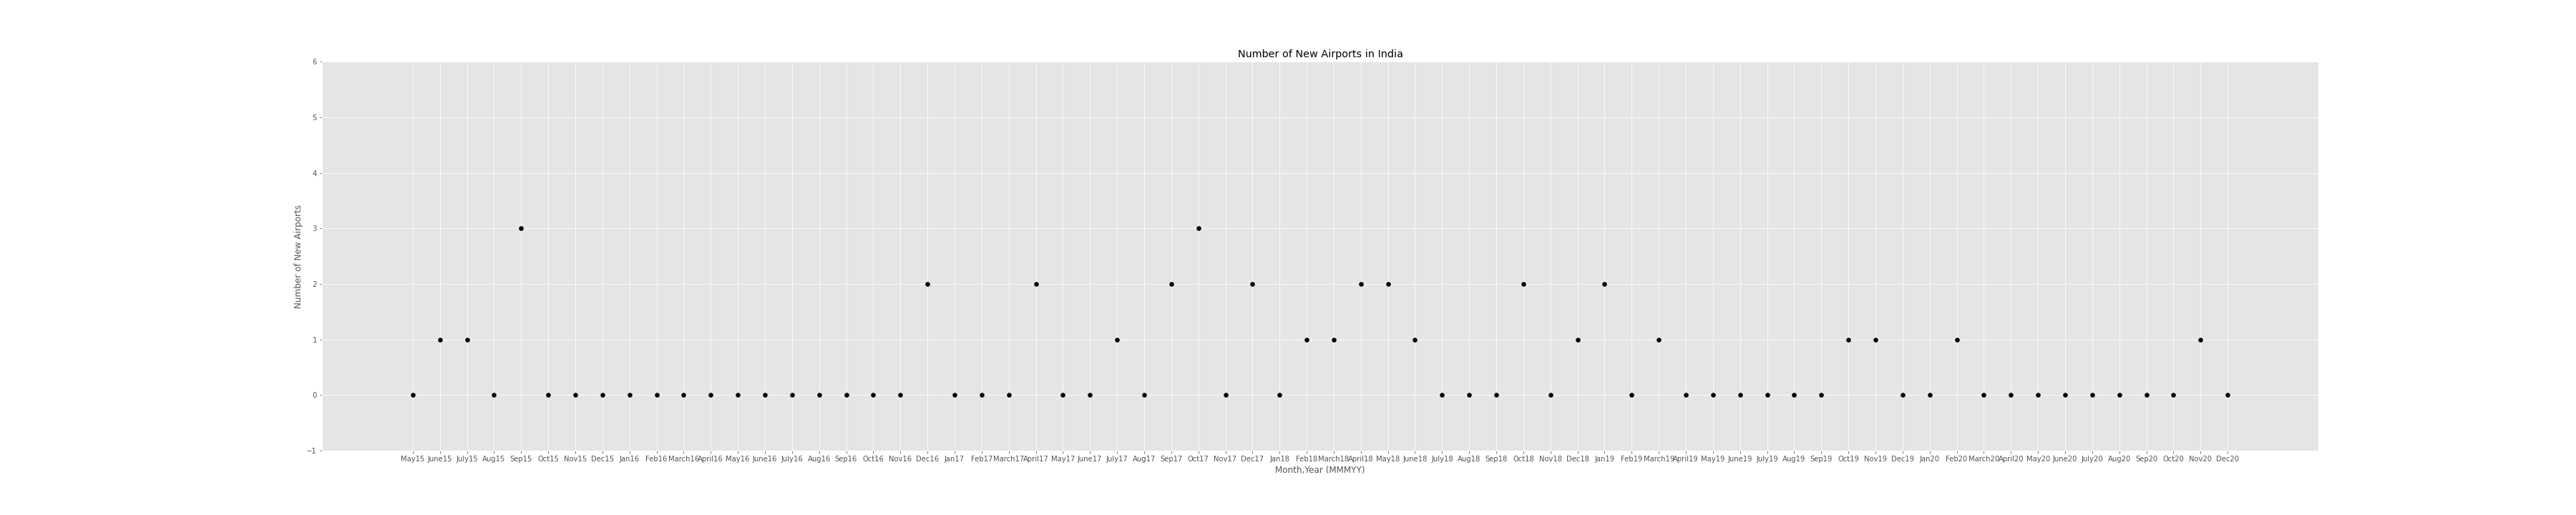 Number of New Airports in India
6
5
4
3
2
1
0
−1
Number of New Airports
May15 June15 July15 Aug15 Sep15 Oct15 Nov15 Dec15 Jan16 Feb16 March16 April16 May16 June16 July16 Aug16 Sep16 Oct16 Nov16 Dec16 Jan17 Feb17 March17 April17 May17 June17 July17 Aug17 Sep17 Oct17 Nov17 Dec17 Jan18 Feb18 March18 April18 May18 June18 July18 Aug18 Sep18 Oct18 Nov18 Dec18 Jan19 Feb19 March19 April19 May19 June19 July19 Aug19 Sep19 Oct19 Nov19 Dec19 Jan20 Feb20 March20 April20 May20 June20 July20 Aug20 Sep20 Oct20 Nov20 Dec20
Month,Year (MMMYY)